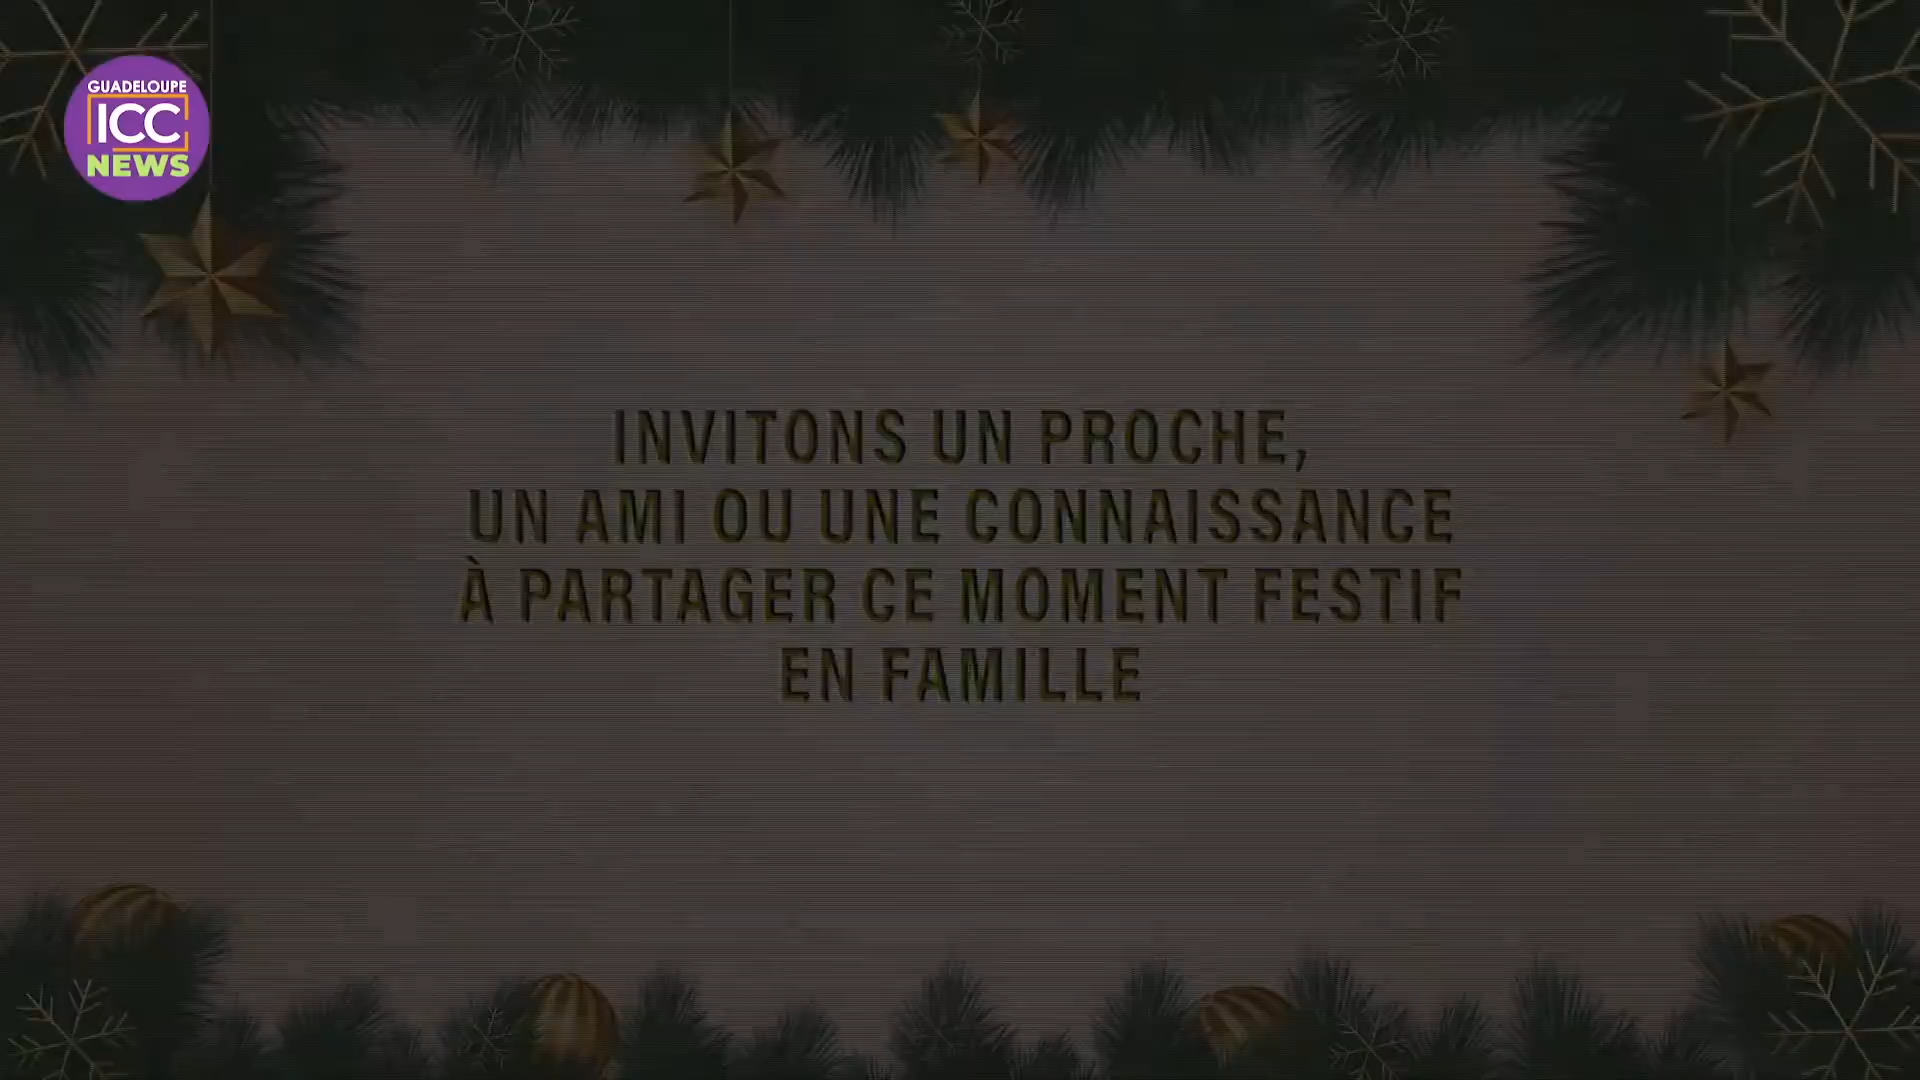 GUADELOUPE
ICC
NEWS
INVITONS UN PROCHE,
UN AMI OU UNE CONNAISSANCE
À PARTAGER CE MOMENT FESTIF
EN FAMILLE